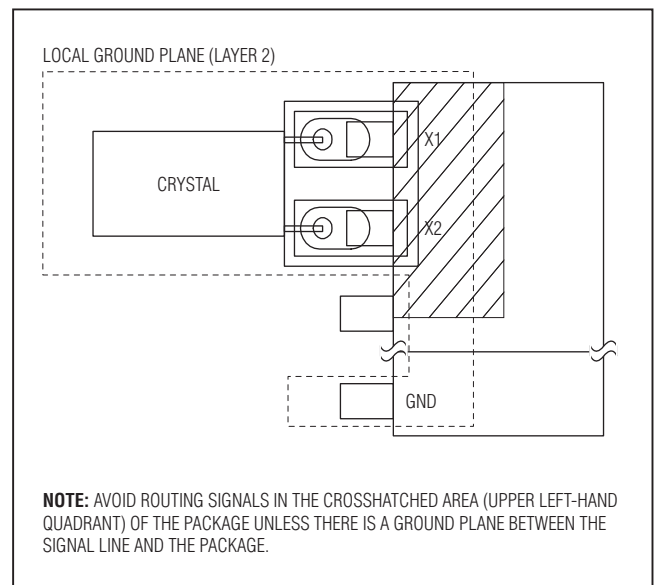 LOCAL GROUND PLANE (LAYER 2)
CRYSTAL
X1
X2
GND
NOTE: AVOID ROUTING SIGNALS IN THE CROSSHATCHED AREA (UPPER LEFT-HAND
QUADRANT) OF THE PACKAGE UNLESS THERE IS A GROUND PLANE BETWEEN THE
SIGNAL LINE AND THE PACKAGE.